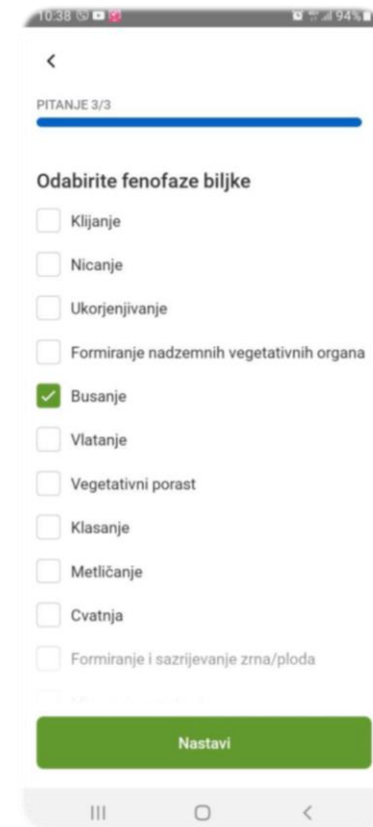 10:38
94%
PITANJE 3/3
Odabirite fenofaze biljke
Klijanje
Nicanje
Ukorjenjivanje
Formiranje nadzemnih vegetativnih organa
Busanje
Vlatanje
Vegetativni porast
Klasanje
Metličanje
Cvatnja
Formiranje i sazrijevanje zrna/ploda
Nastavi